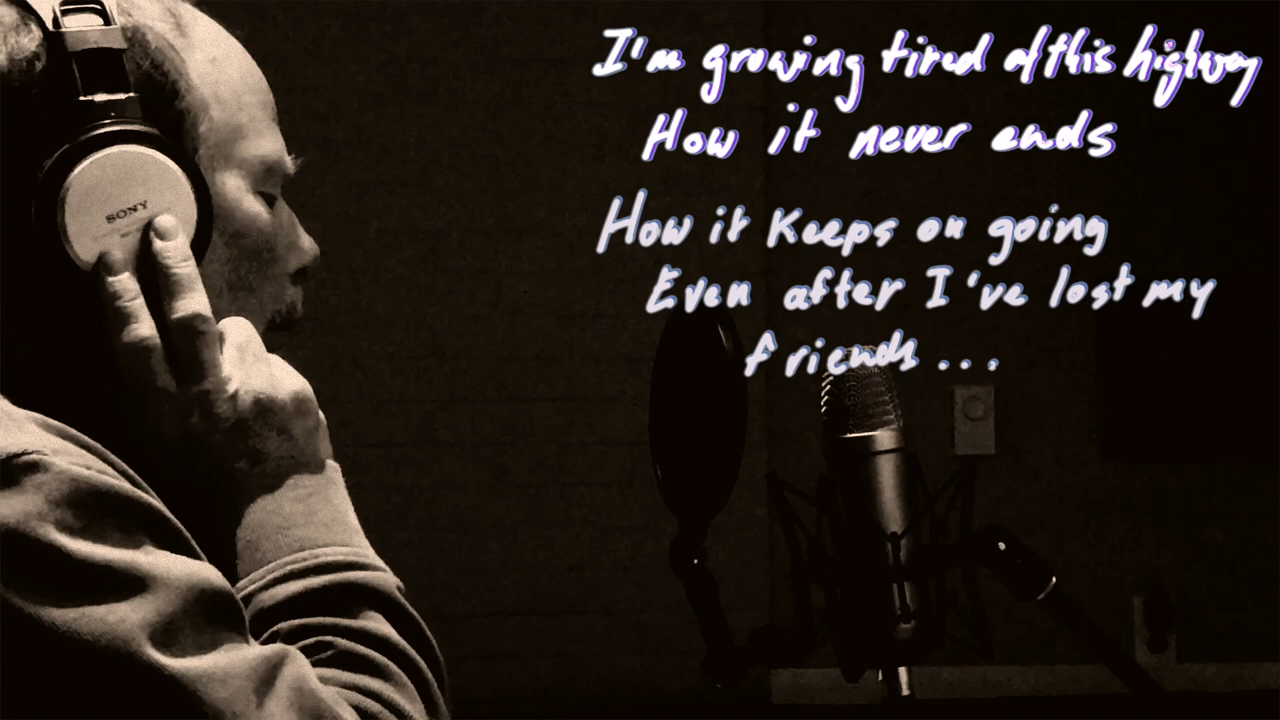 SONY
I'm growing tired of this highway
How it never ends
How it keeps on going
Even after I've lost my
friends...